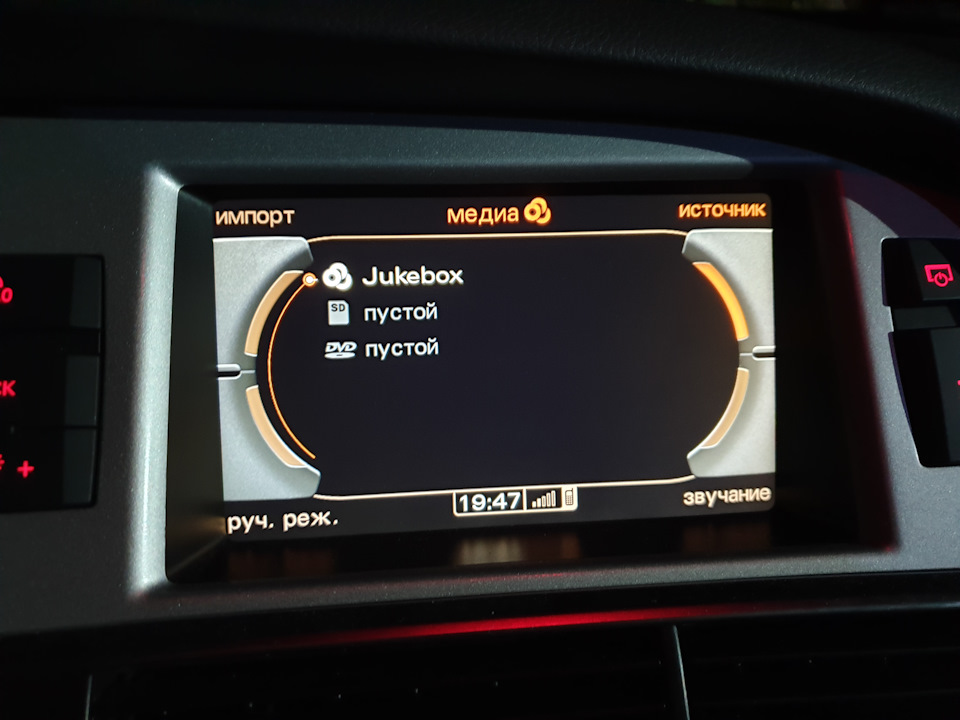 импорт
медиа
источник
Jukebox
SD пустой
DVD пустой
19:47
руч. реж.
звучание